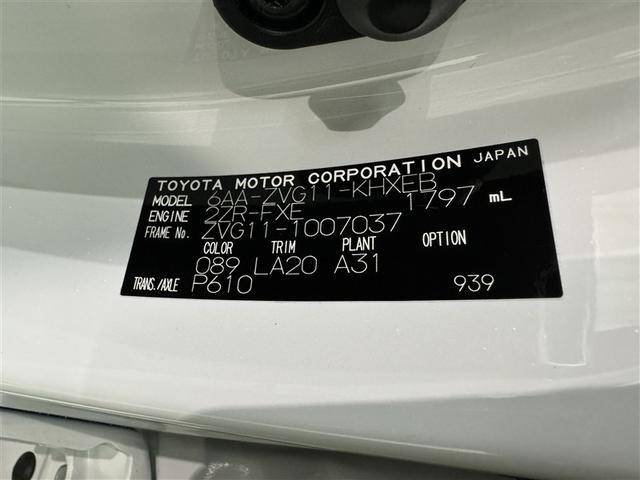 TOYOTA MOTOR CORPORATION JAPAN
MODEL 6AA-ZVG11-KHXEB
ENGINE 2ZR-FXE 1797 mL
FRAME No. ZVG11-1007037
COLOR TRIM PLANT OPTION
089 LA20 A31
TRANS./AXLE P610 939